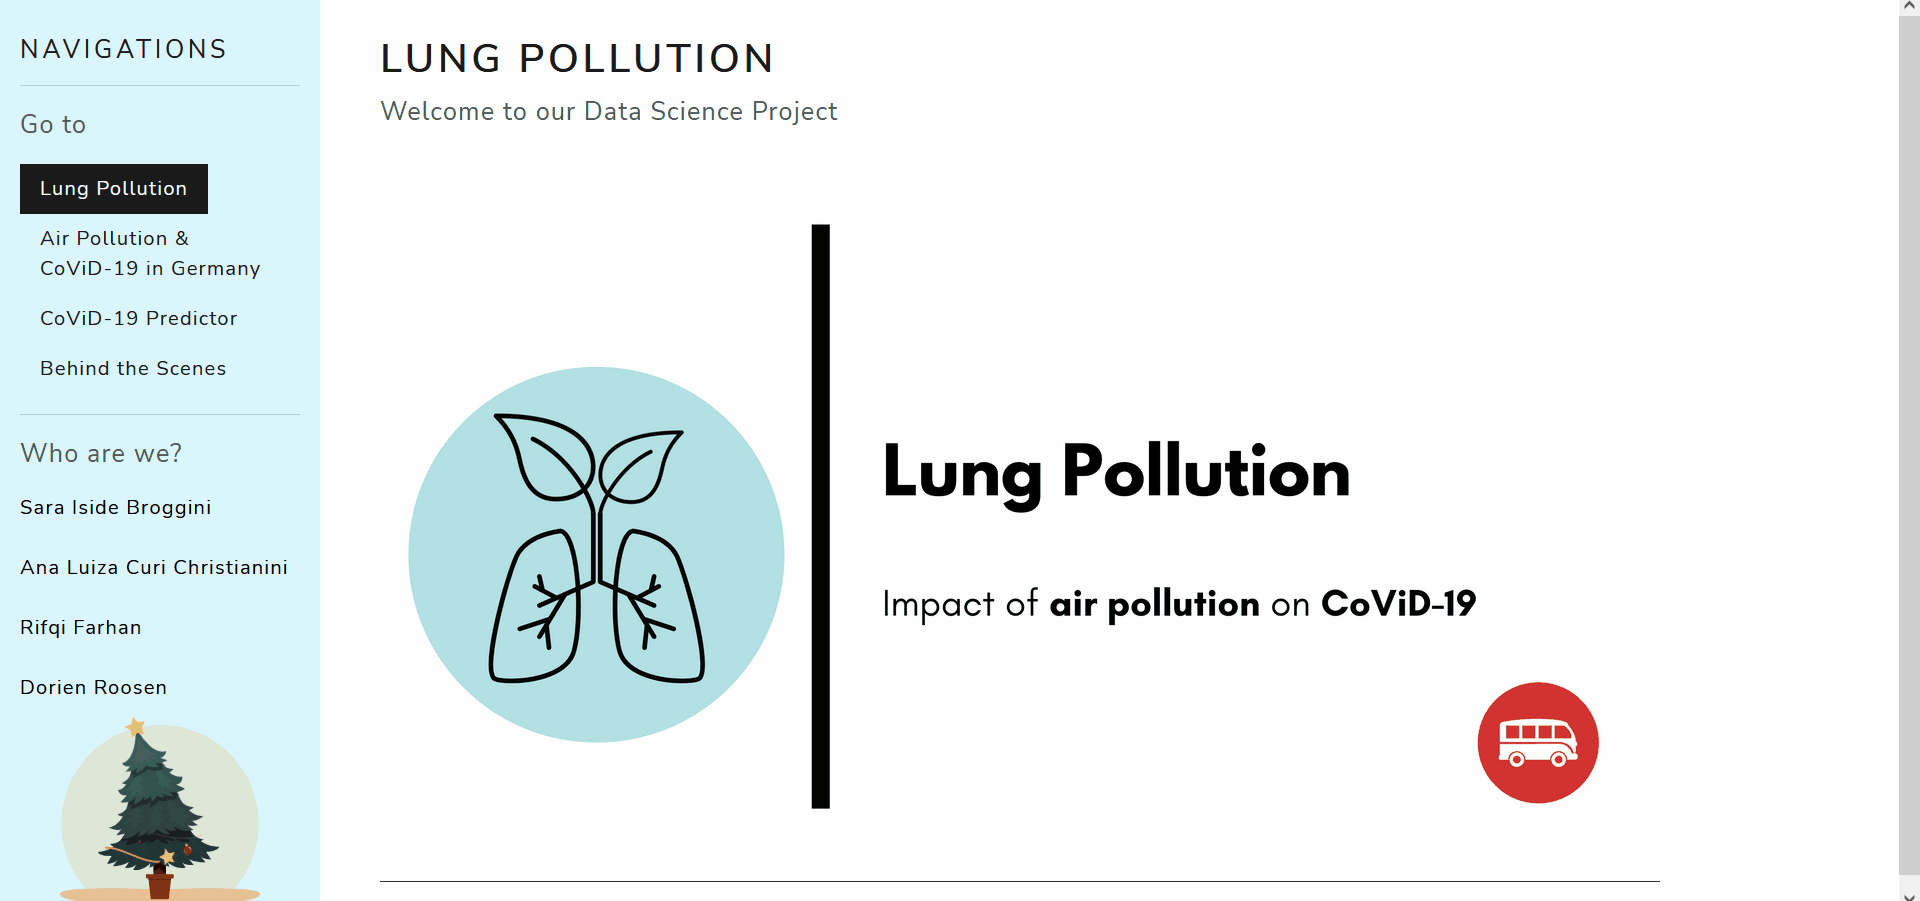 NAVIGATIONS
Go to
Lung Pollution
Air Pollution &
CoViD-19 in Germany
CoViD-19 Predictor
Behind the Scenes
Who are we?
Sara Iside Broggini
Ana Luiza Curi Christianini
Rifqi Farhan
Dorien Roosen
LUNG POLLUTION
Welcome to our Data Science Project
Lung Pollution
Impact of air pollution on CoViD-19